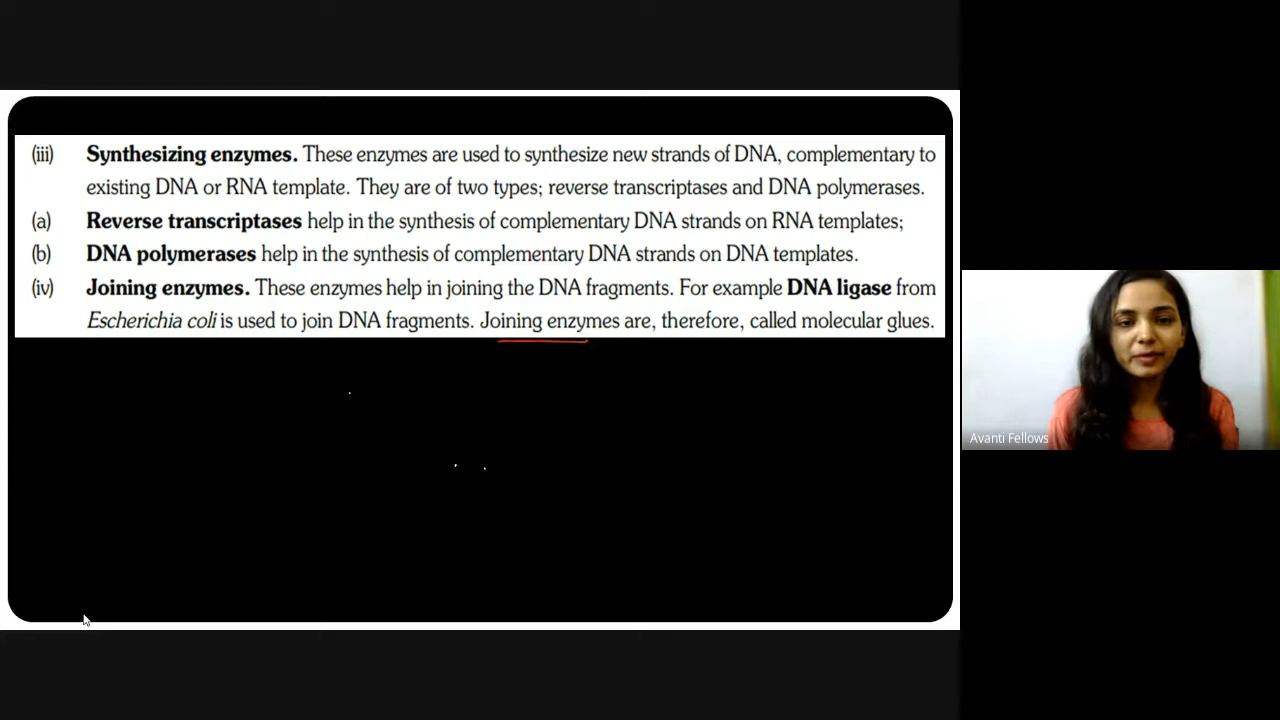 (iii) Synthesizing enzymes. These enzymes are used to synthesize new strands of DNA, complementary to
existing DNA or RNA template. They are of two types; reverse transcriptases and DNA polymerases.
(a) Reverse transcriptases help in the synthesis of complementary DNA strands on RNA templates;
(b) DNA polymerases help in the synthesis of complementary DNA strands on DNA templates.
(iv) Joining enzymes. These enzymes help in joining the DNA fragments. For example DNA ligase from
Escherichia coli is used to join DNA fragments. Joining enzymes are, therefore, called molecular glues.
Avanti Fellows